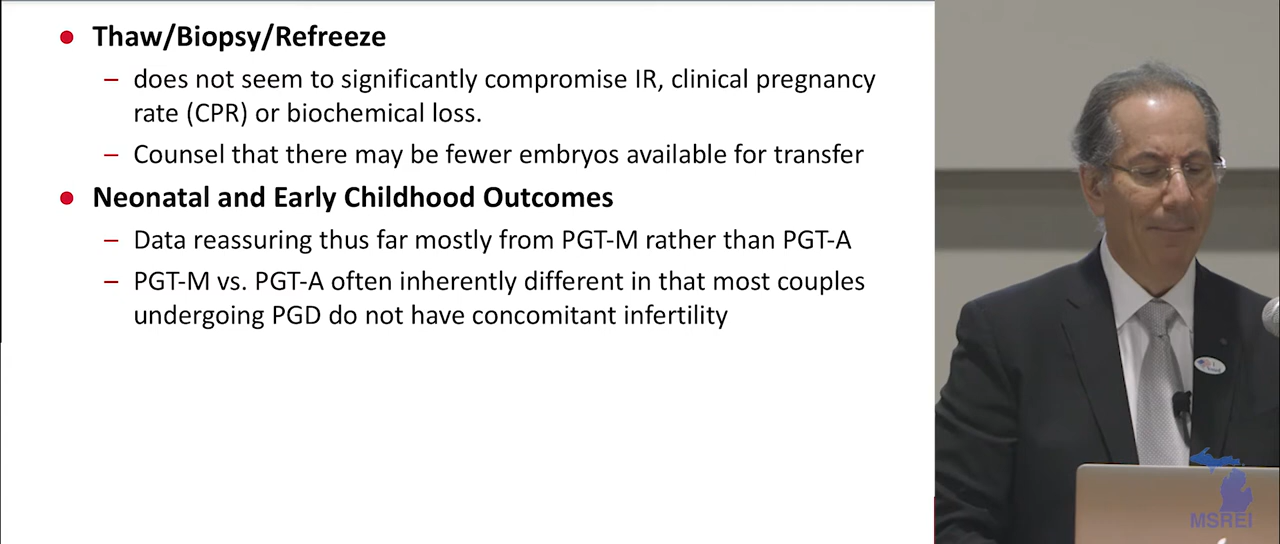 Thaw/Biopsy/Refreeze
– does not seem to significantly compromise IR, clinical pregnancy
rate (CPR) or biochemical loss.
– Counsel that there may be fewer embryos available for transfer
Neonatal and Early Childhood Outcomes
– Data reassuring thus far mostly from PGT-M rather than PGT-A
– PGT-M vs. PGT-A often inherently different in that most couples
undergoing PGD do not have concomitant infertility
MSREI